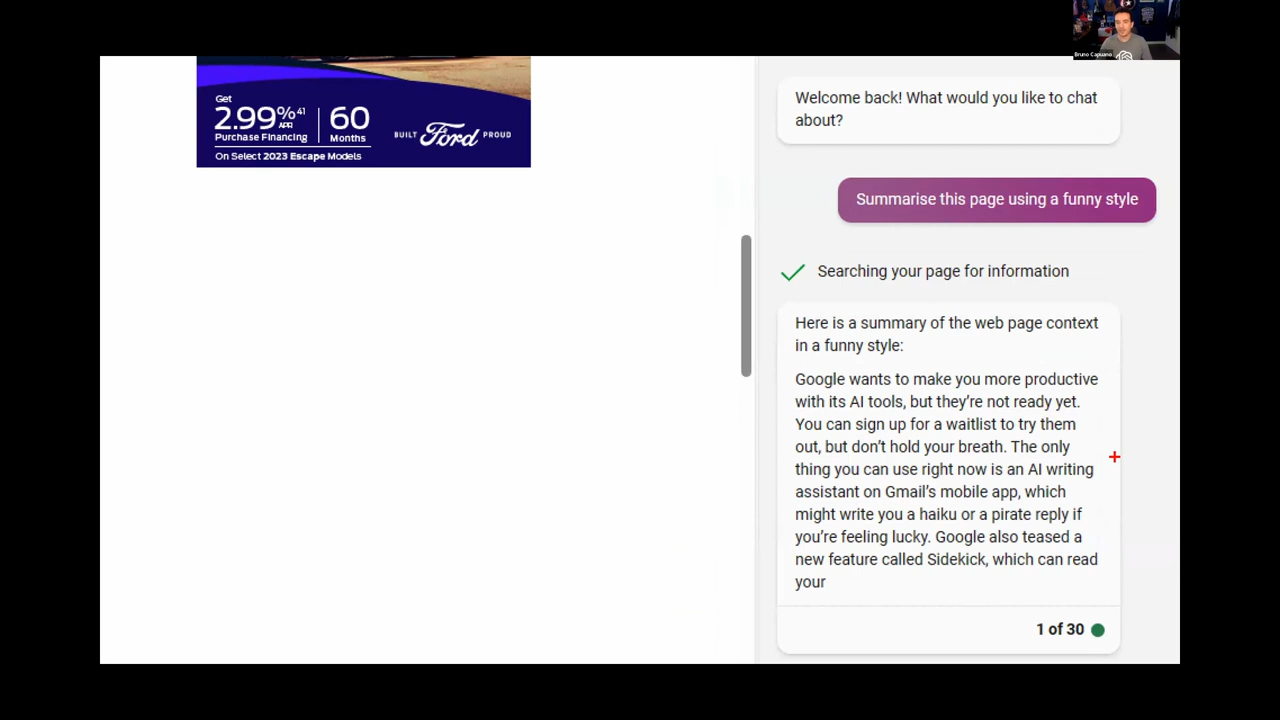 Bruno Capuano
Get
2.99%41 APR
Purchase Financing
60
Months
On Select 2023 Escape Models
BUILT Ford PROUD
Welcome back! What would you like to chat
about?
Summarise this page using a funny style
Searching your page for information
Here is a summary of the web page context
in a funny style:
Google wants to make you more productive
with its AI tools, but they're not ready yet.
You can sign up for a waitlist to try them
out, but don't hold your breath. The only
thing you can use right now is an AI writing
assistant on Gmail's mobile app, which
might write you a haiku or a pirate reply if
you're feeling lucky. Google also teased a
new feature called Sidekick, which can read
your
1 of 30